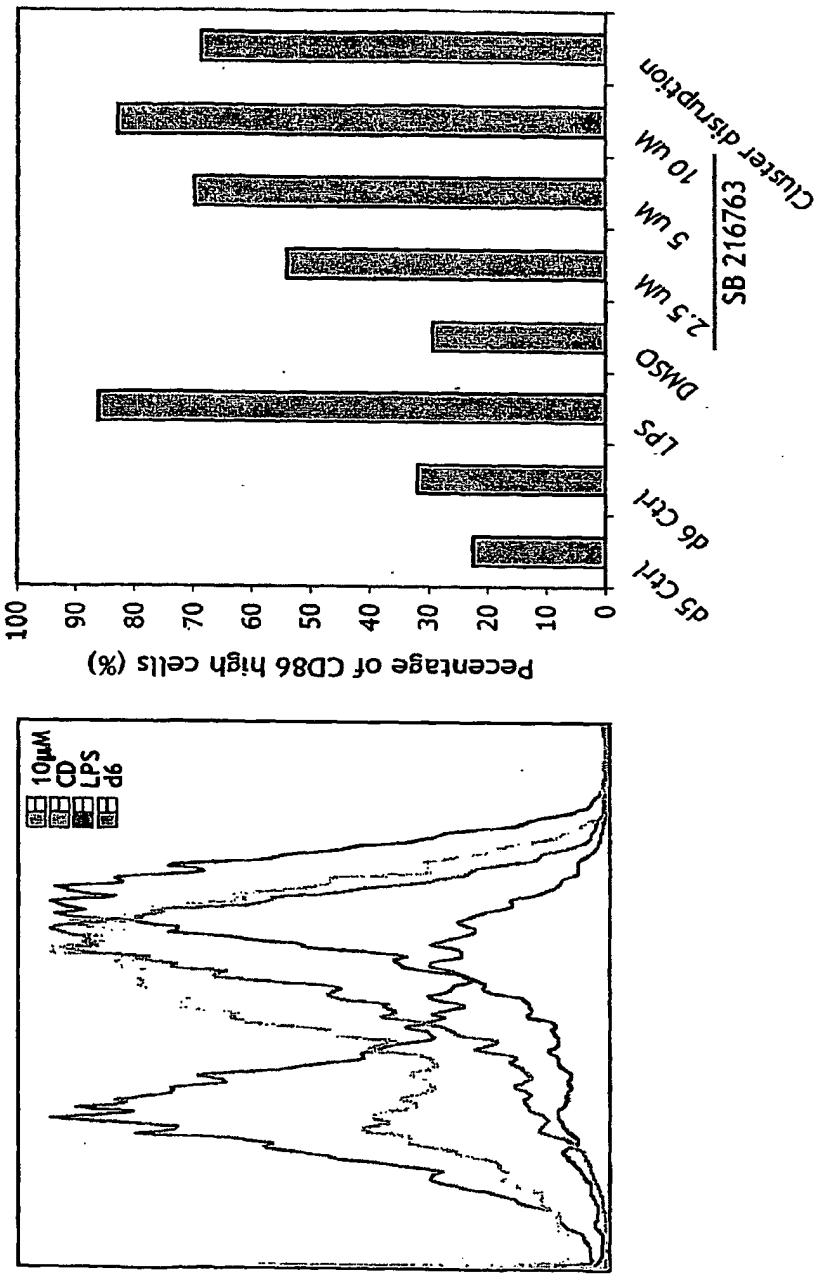 10µM
CD
LPS
d6
Pecentage of CD86 high cells (%)
100
90
80
70
60
50
40
30
20
10
0
d5 Ctrl
d6 Ctrl
LPS
DMSO
2.5 uM
5 uM
10 uM
Cluster disruption
SB 216763